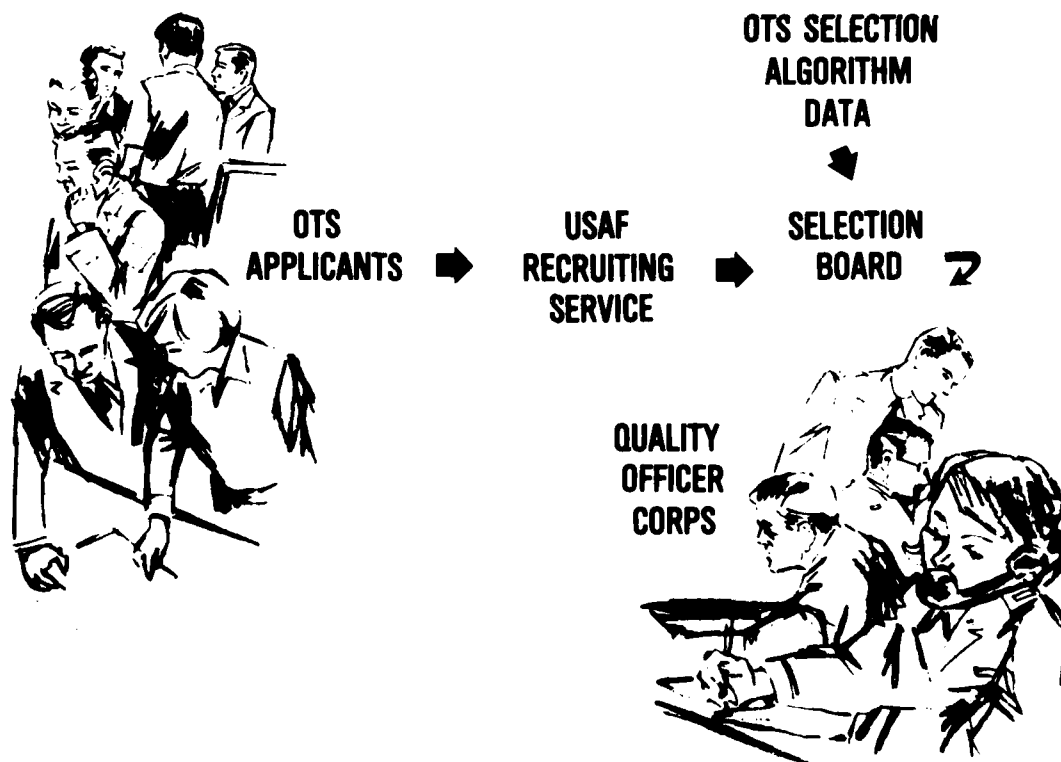 OTS SELECTION
ALGORITHM
DATA
OTS
APPLICANTS
USAF
RECRUITING
SERVICE
SELECTION
BOARD
QUALITY
OFFICER
CORPS